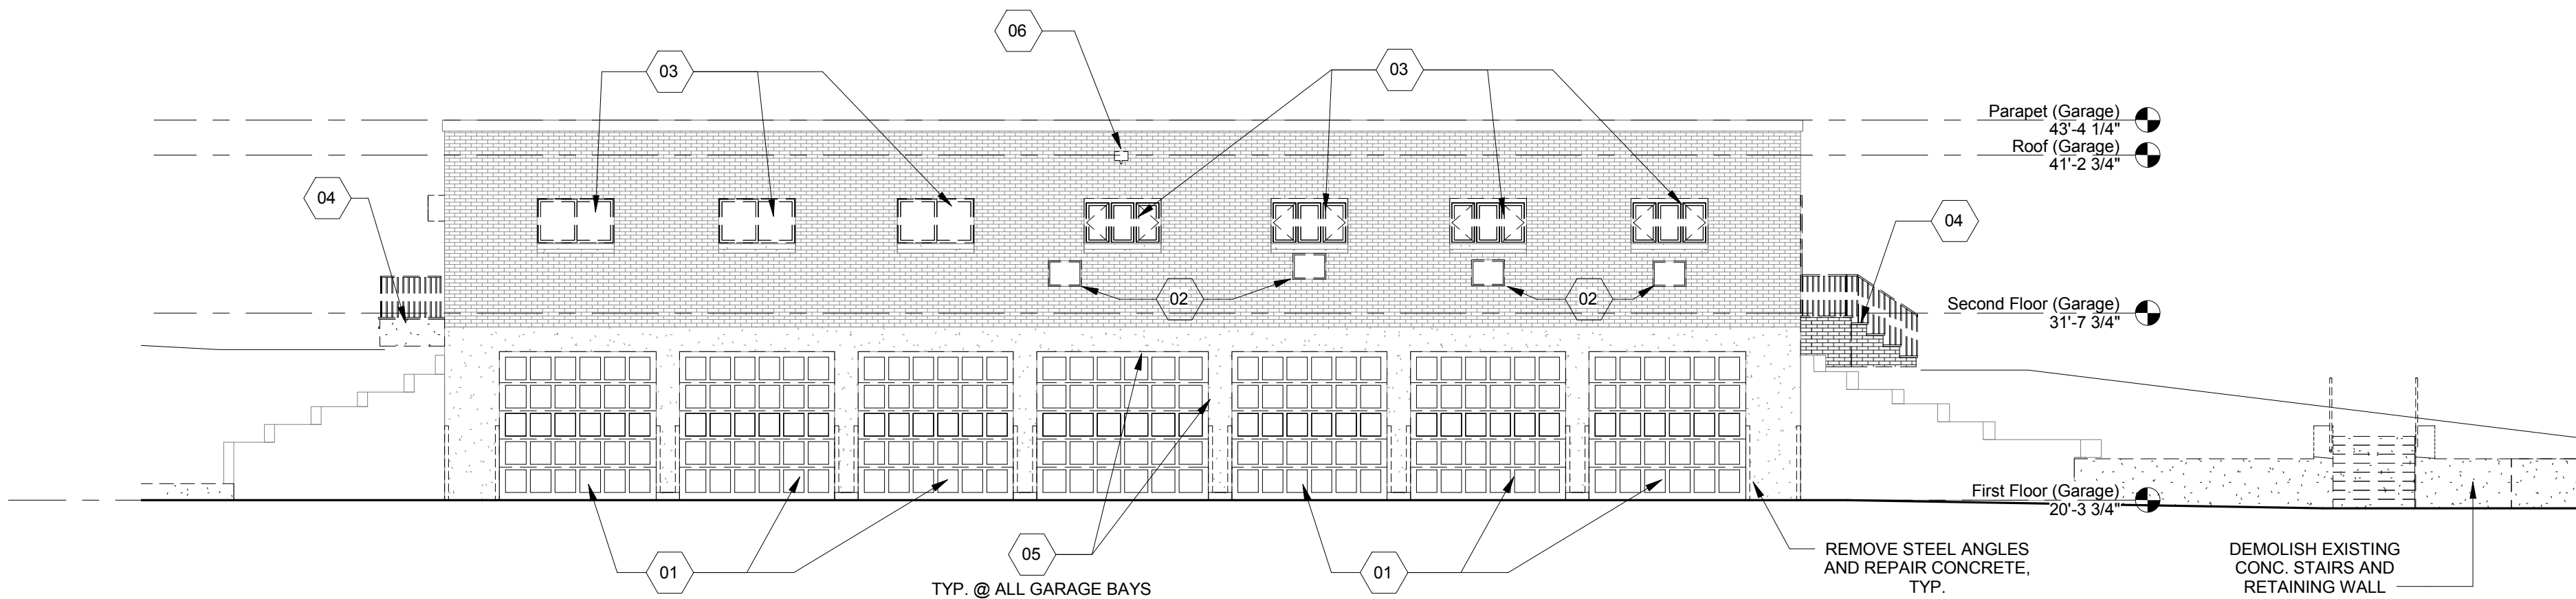 06
03
03
Parapet (Garage)
43'-4 1/4"
Roof (Garage)
41'-2 3/4"
04
04
02
02
Second Floor (Garage)
31'-7 3/4"
First Floor (Garage)
20'-3 3/4"
01
05
TYP. @ ALL GARAGE BAYS
01
REMOVE STEEL ANGLES
AND REPAIR CONCRETE,
TYP.
DEMOLISH EXISTING
CONC. STAIRS AND
RETAINING WALL